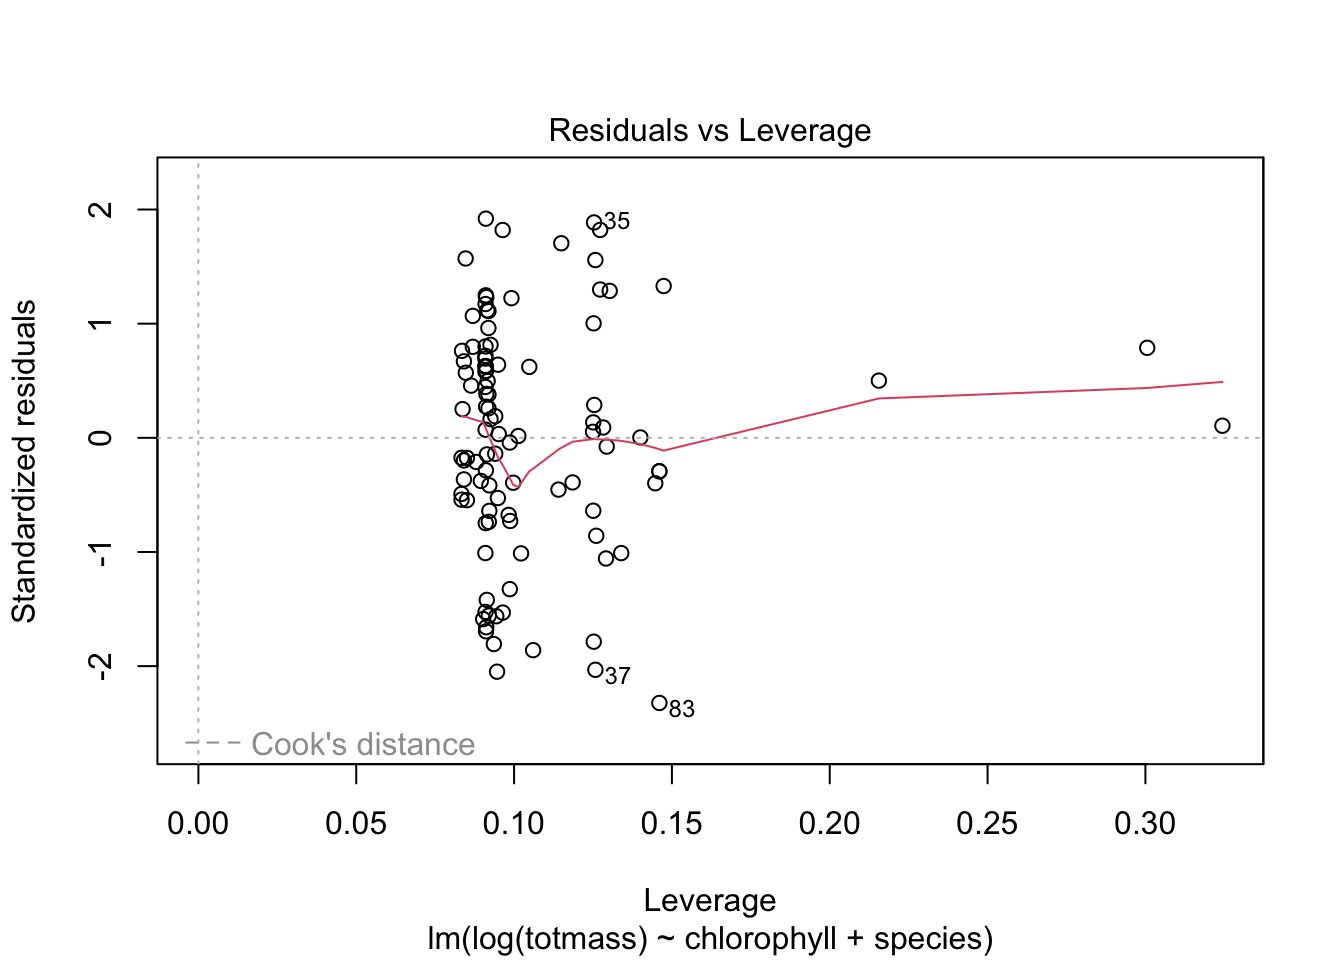 Residuals vs Leverage
Standardized residuals
2
1
0
-1
-2
35
37
83
Cook's distance
0.00 0.05 0.10 0.15 0.20 0.25 0.30
Leverage
lm(log(totmass) ~ chlorophyll + species)